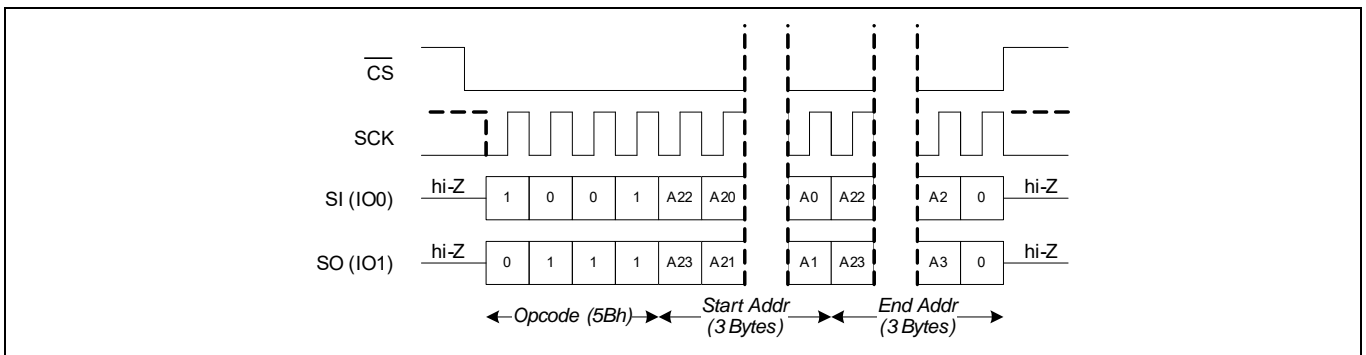 CS
SCK
SI (IO0) hi-Z 1 0 0 1 A22 A20 A0 A22 A2 0 hi-Z
SO (IO1) hi-Z 0 1 1 1 A23 A21 A1 A23 A3 0 hi-Z
Opcode (5Bh) Start Addr End Addr
(3 Bytes) (3 Bytes)